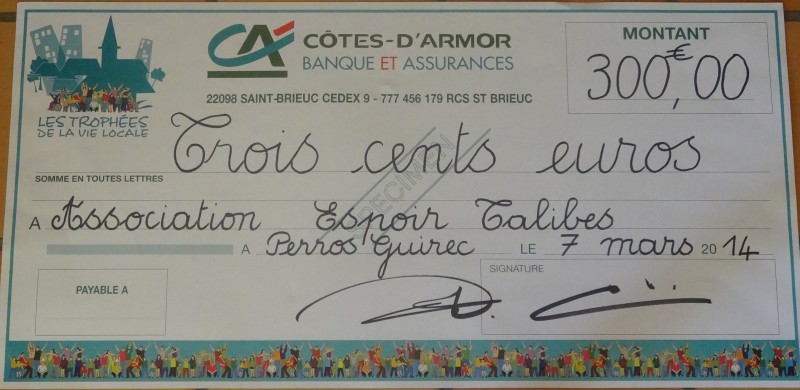 LES TROPHÉES
DE LA VIE LOCALE
CA CÔTES-D'ARMOR
BANQUE ET ASSURANCES
22098 SAINT-BRIEUC CEDEX 9 - 777 456 179 RCS ST BRIEUC
MONTANT
300,€00
Trois cents euros
SOMME EN TOUTES LETTRES
SPECIMEN
A Association Espoir Talibes
A Perros Guirec LE 7 mars 2014
PAYABLE A
SIGNATURE